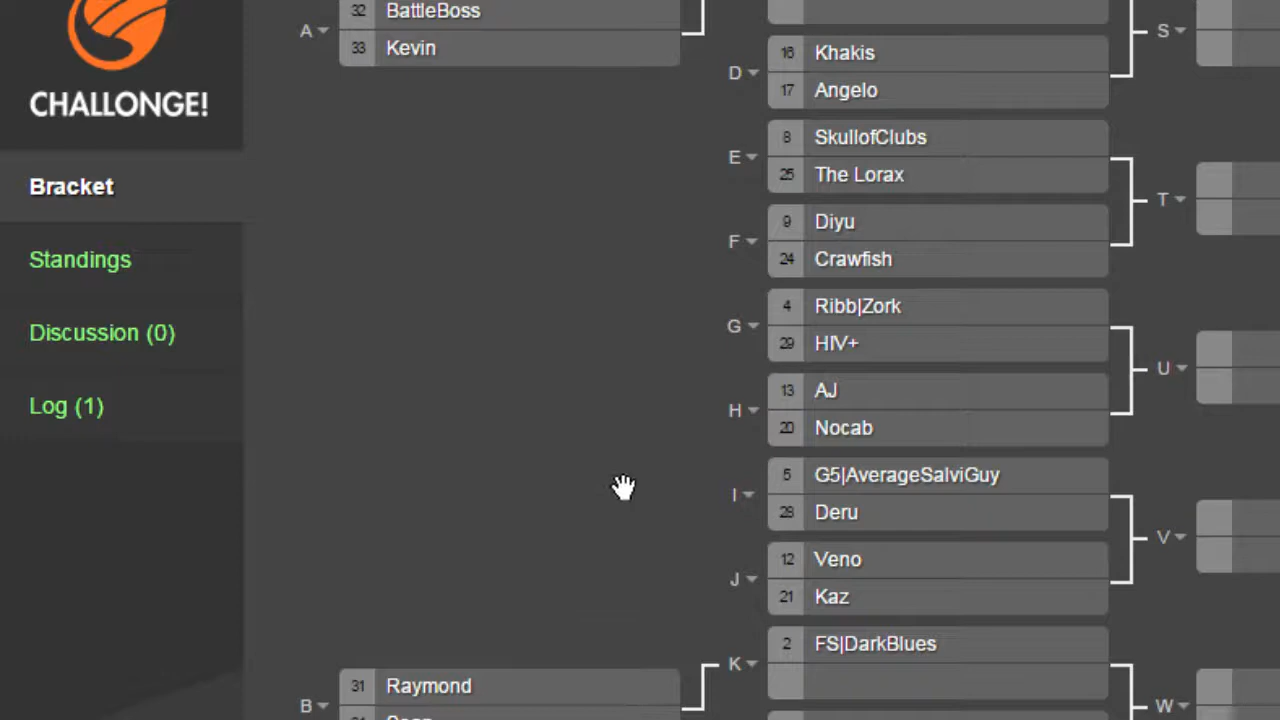 CHALLONGE!
Bracket
Standings
Discussion (0)
Log (1)
A
32 BattleBoss
33 Kevin
B
31 Raymond
D
16 Khakis
17 Angelo
E
8 SkullofClubs
25 The Lorax
F
9 Diyu
24 Crawfish
G
4 Ribb|Zork
29 HIV+
H
13 AJ
20 Nocab
I
5 G5|AverageSalviGuy
28 Deru
J
12 Veno
21 Kaz
K
2 FS|DarkBlues
S
T
U
V
W